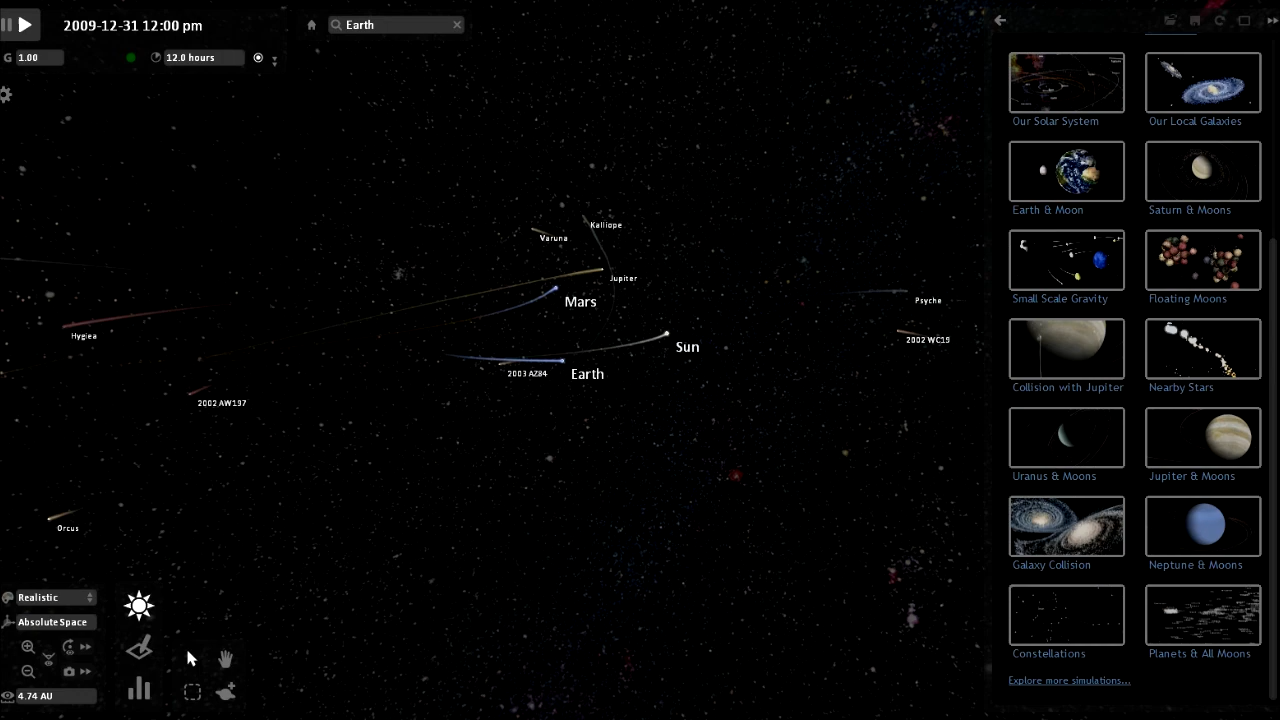 2009-12-31 12:00 pm
Earth
G 1.00
12.0 hours
Our Solar System
Our Local Galaxies
Earth & Moon
Saturn & Moons
Small Scale Gravity
Floating Moons
Collision with Jupiter
Nearby Stars
Uranus & Moons
Jupiter & Moons
Galaxy Collision
Neptune & Moons
Constellations
Planets & All Moons
Explore more simulations...
Kalliope
Varuna
Jupiter
Mars
Psyche
Hygiea
2002 WC19
Sun
2003 AZ84
Earth
2002 AW197
Orcus
Realistic
Absolute Space
4.74 AU